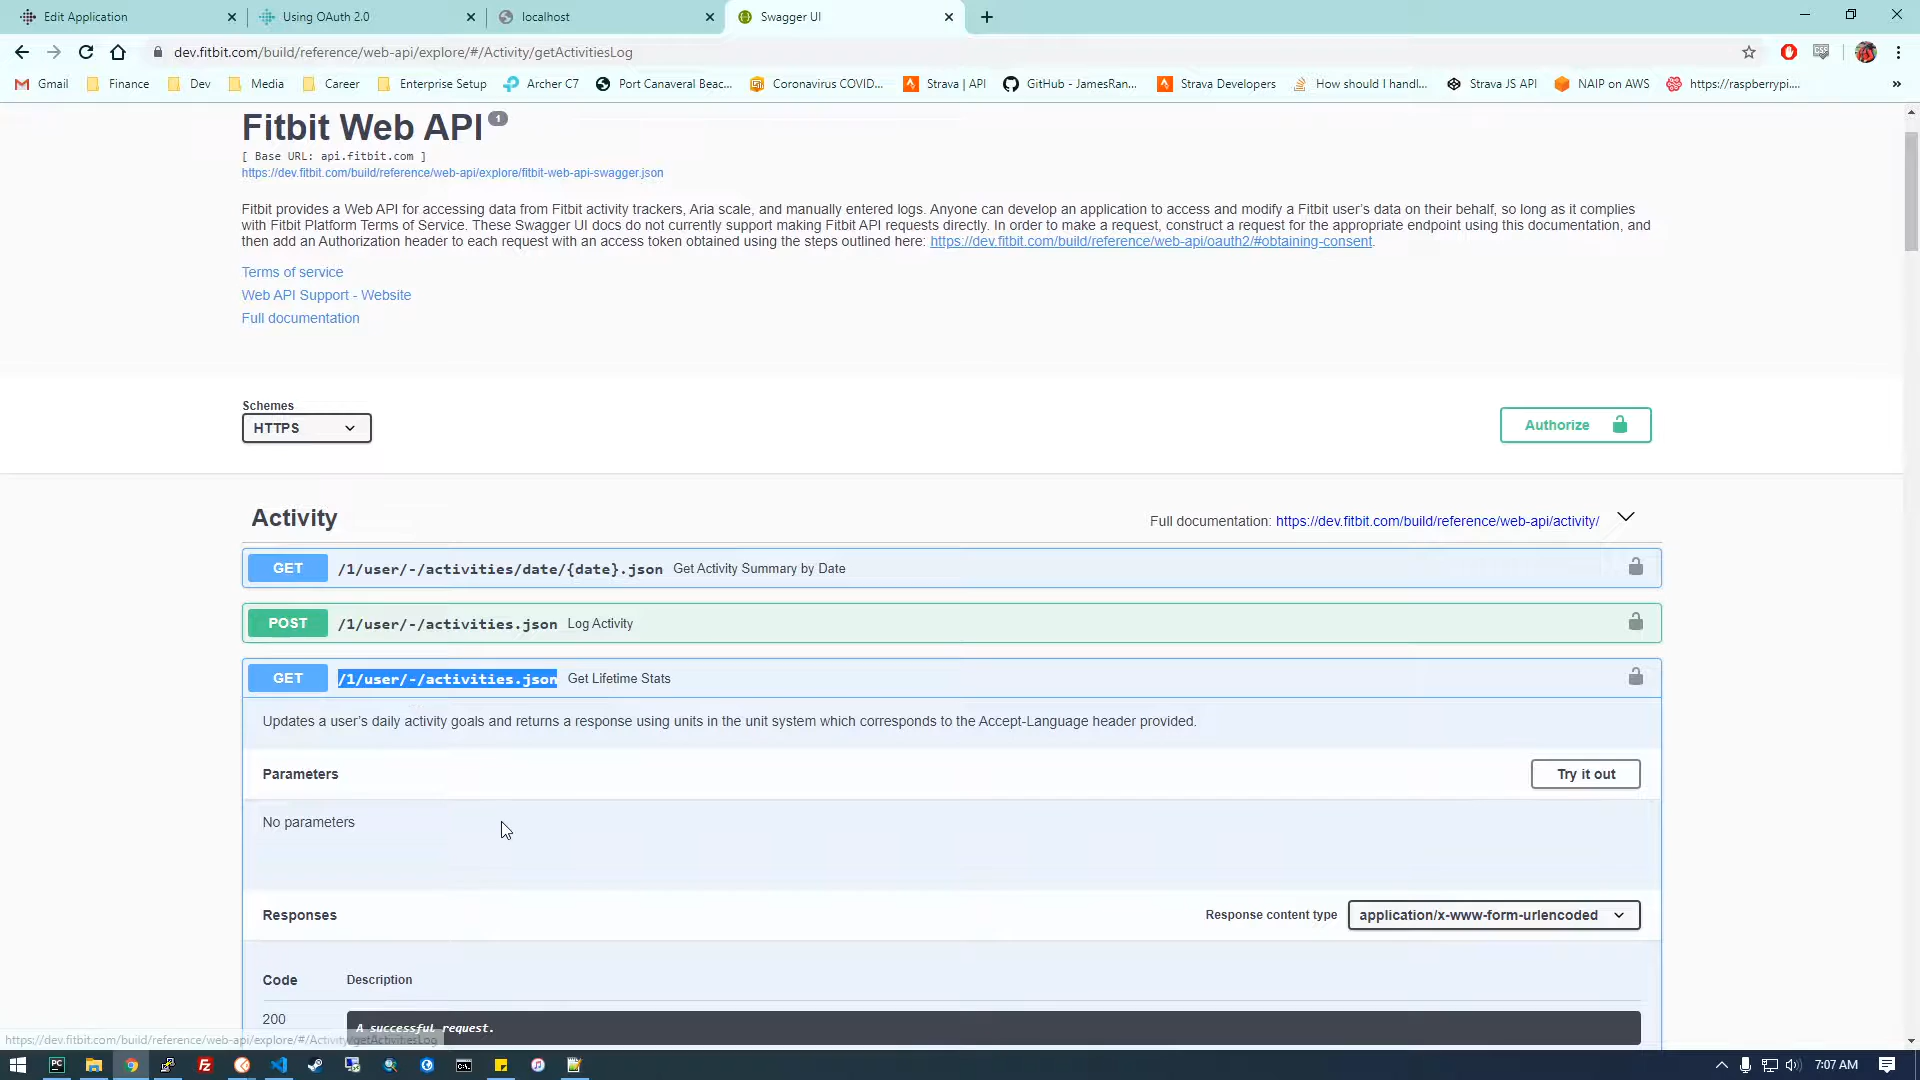 Edit Application
Using OAuth 2.0
localhost
Swagger UI
dev.fitbit.com/build/reference/web-api/explore/#/Activity/getActivitiesLog
Gmail
Finance
Dev
Media
Career
Enterprise Setup
Archer C7
Port Canaveral Beac...
Coronavirus COVID...
Strava | API
GitHub - JamesRan...
Strava Developers
How should I handl...
Strava JS API
NAIP on AWS
https://raspberrypi....
»
Fitbit Web API 1
[ Base URL: api.fitbit.com ]
https://dev.fitbit.com/build/reference/web-api/explore/fitbit-web-api-swagger.json
Fitbit provides a Web API for accessing data from Fitbit activity trackers, Aria scale, and manually entered logs. Anyone can develop an application to access and modify a Fitbit user's data on their behalf, so long as it complies
with Fitbit Platform Terms of Service. These Swagger UI docs do not currently support making Fitbit API requests directly. In order to make a request, construct a request for the appropriate endpoint using this documentation, and
then add an Authorization header to each request with an access token obtained using the steps outlined here: https://dev.fitbit.com/build/reference/web-api/oauth2/#obtaining-consent.
Terms of service
Web API Support - Website
Full documentation
Schemes
HTTPS
Authorize
Activity
Full documentation: https://dev.fitbit.com/build/reference/web-api/activity/
GET /1/user/-/activities/date/{date}.json Get Activity Summary by Date
POST /1/user/-/activities.json Log Activity
GET /1/user/-/activities.json Get Lifetime Stats
Updates a user's daily activity goals and returns a response using units in the unit system which corresponds to the Accept-Language header provided.
Parameters
Try it out
No parameters
Responses
Response content type
application/x-www-form-urlencoded
Code
Description
200
A successful request.
https://dev.fitbit.com/build/reference/web-api/explore/#/Activity/getActivitiesLog
7:07 AM